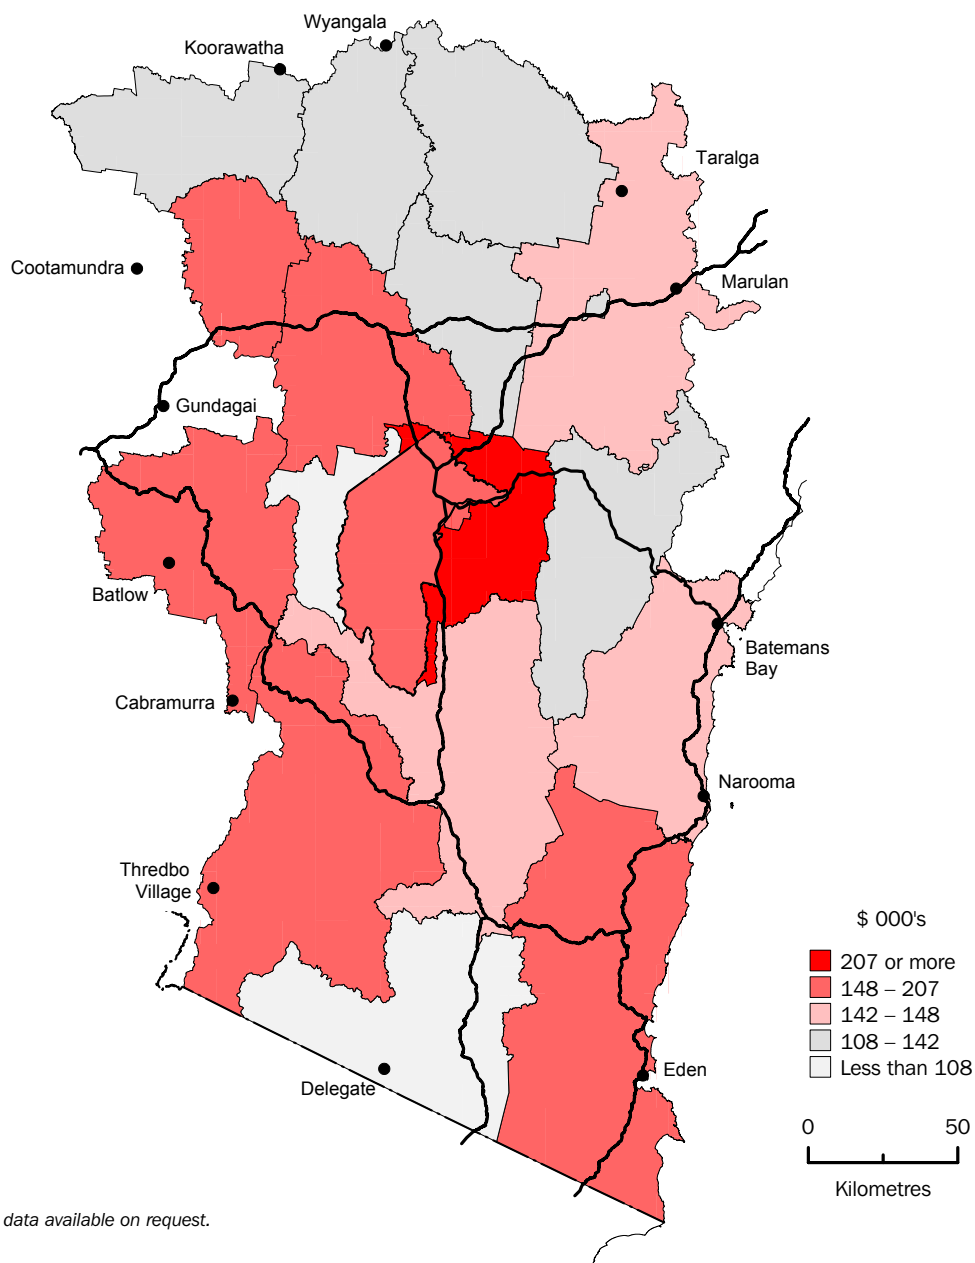 Wyangala
Koorawatha
Taralga
Cootamundra
Marulan
Gundagai
Batlow
Batemans
Bay
Cabramurra
Narooma
Thredbo
Village
$ 000's
207 or more
148 – 207
142 – 148
108 – 142
Less than 108
Eden
Delegate
0 50
Kilometres
data available on request.